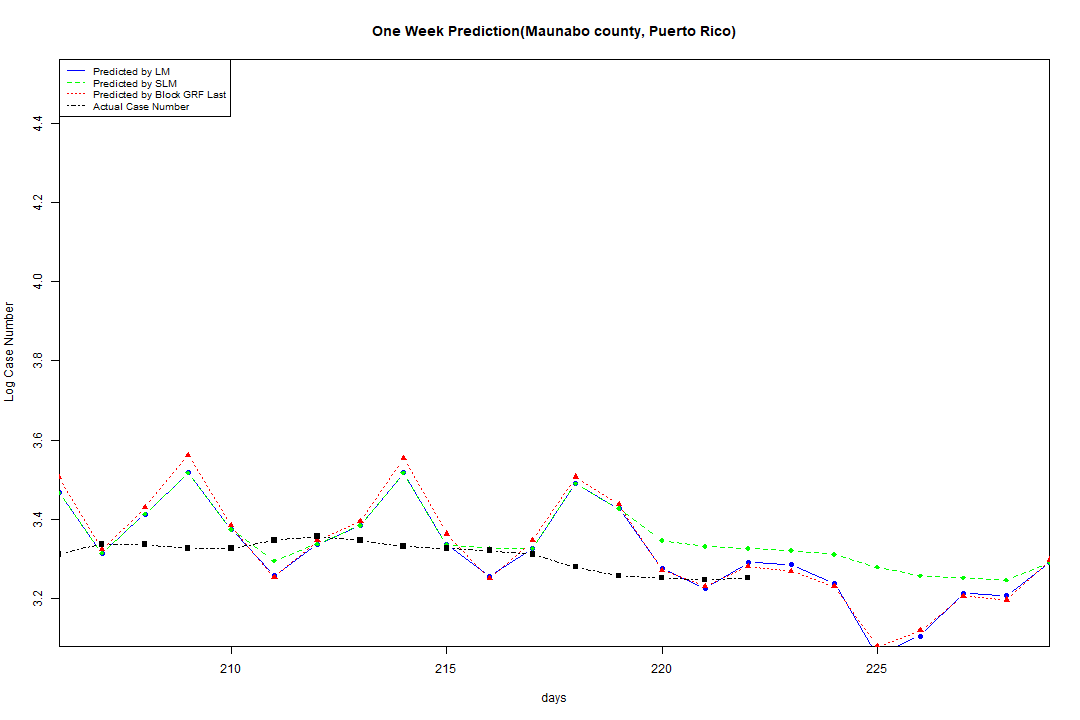 One Week Prediction(Maunabo county, Puerto Rico)
Predicted by LM
Predicted by SLM
Predicted by Block GRF Last
Actual Case Number
4.4
4.2
4.0
3.8
3.6
3.4
3.2
Log Case Number
210 215 220 225
days